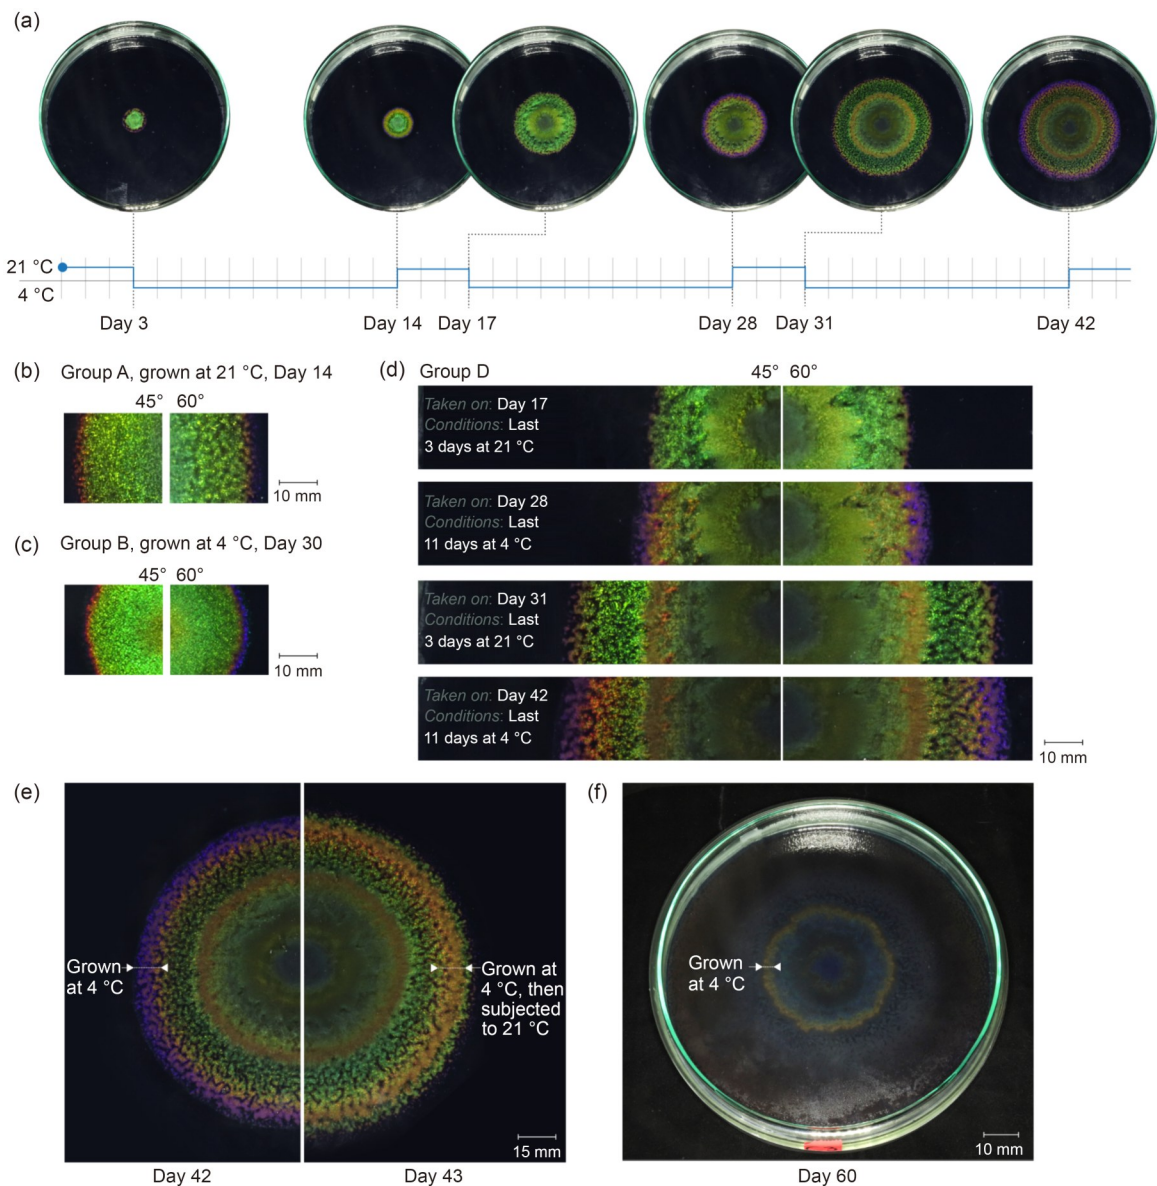 (a)
21 °C
4 °C
Day 3
Day 14
Day 17
Day 28
Day 31
Day 42
(b)
Group A, grown at 21 °C, Day 14
45° 60°
10 mm
(c)
Group B, grown at 4 °C, Day 30
45° 60°
10 mm
(d)
Group D
45° 60°
Taken on: Day 17
Conditions: Last
3 days at 21 °C
Taken on: Day 28
Conditions: Last
11 days at 4 °C
Taken on: Day 31
Conditions: Last
3 days at 21 °C
Taken on: Day 42
Conditions: Last
11 days at 4 °C
10 mm
(e)
Grown
at 4 °C
Grown at
4 °C, then
subjected
to 21 °C
15 mm
Day 42
Day 43
(f)
Grown
at 4 °C
10 mm
Day 60